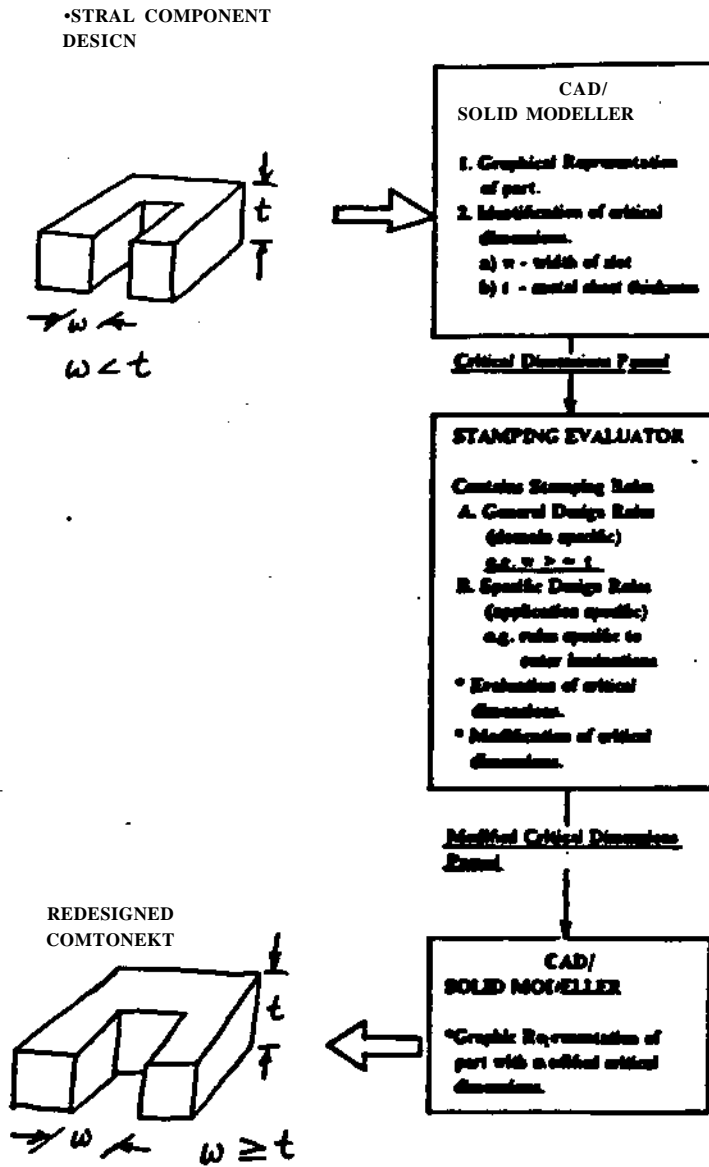 •STRAL COMPONENT
DESICN
t
w
w < t
CAD/
SOLID MODELLER
1. Graphical Representation
of part.
2. Identification of critical
dimensions.
a) w - width of slot
b) t - metal sheet thickness
Critical Dimensions Passed
STAMPING EVALUATOR
Contains Stamping Rules
A. General Design Rules
(domain specific)
e.g. w > = t
B. Specific Design Rules
(application specific)
e.g. rules specific to
outer laminations
* Evaluation of critical
dimensions.
* Modification of critical
dimensions.
Modified Critical Dimensions
Passed
CAD/
SOLID MODELLER
*Graphic Representation of
part with modified critical
dimensions.
REDESIGNED
COMTONEKT
t
w
w ≥ t